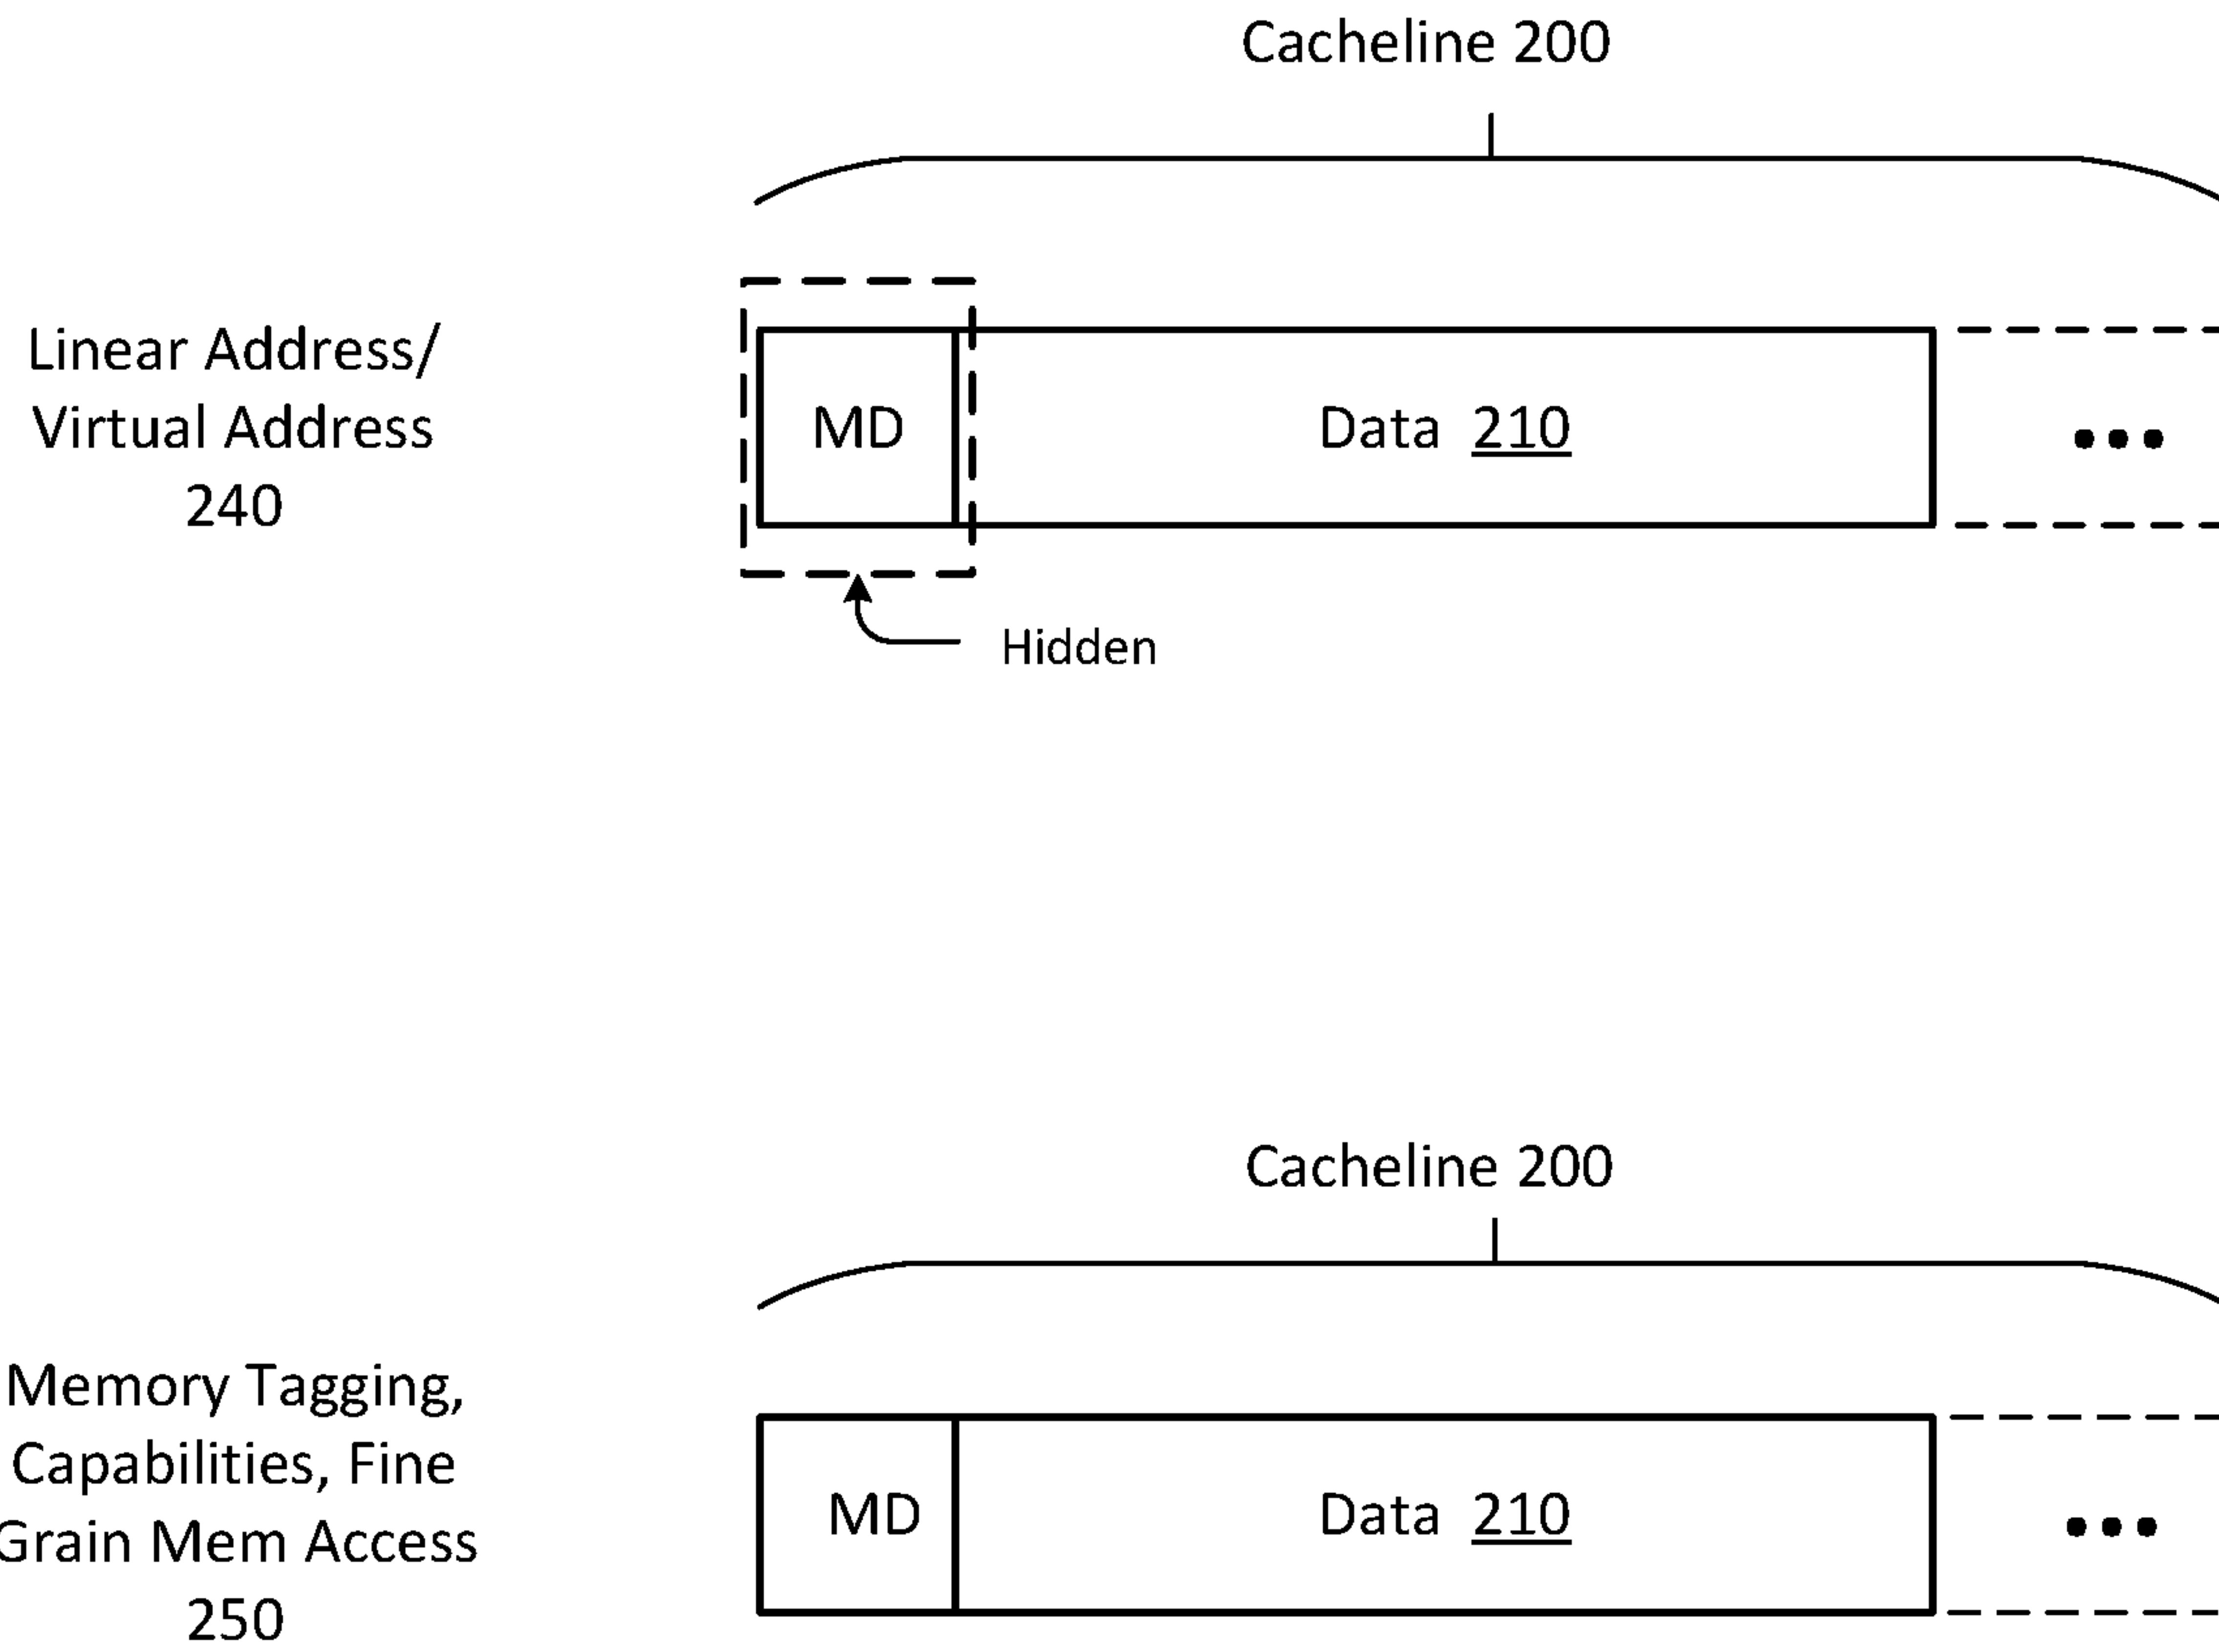 Cacheline 200
Linear Address/
Virtual Address
240
MD
Data 210
Hidden
Cacheline 200
Memory Tagging,
Capabilities, Fine
Grain Mem Access
250
MD
Data 210